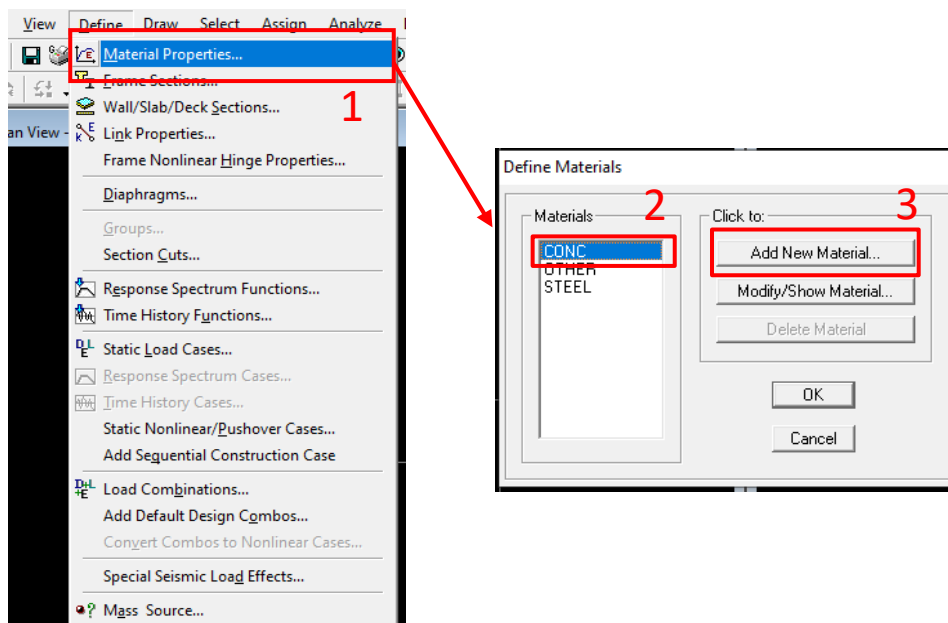 View Define Draw Select Assign Analyze
Material Properties...
Frame Sections...
1
Wall/Slab/Deck Sections...
an View -
Link Properties...
Frame Nonlinear Hinge Properties...
Diaphragms...
Groups...
Section Cuts...
Response Spectrum Functions...
Time History Functions...
Static Load Cases...
Response Spectrum Cases...
Time History Cases...
Static Nonlinear/Pushover Cases...
Add Sequential Construction Case
Load Combinations...
Add Default Design Combos...
Convert Combos to Nonlinear Cases...
Special Seismic Load Effects...
Mass Source...
Define Materials
Materials
2
CONC
OTHER
STEEL
Click to:
3
Add New Material...
Modify/Show Material...
Delete Material
OK
Cancel